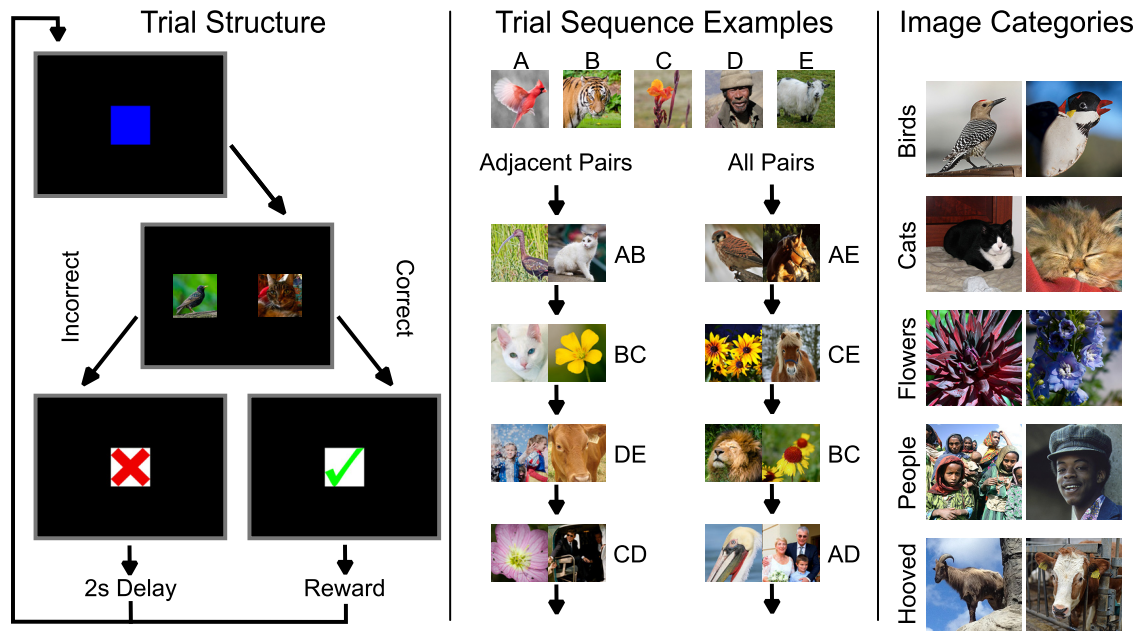 Trial Structure
Incorrect
Correct
2s Delay
Reward
Trial Sequence Examples
A B C D E
Adjacent Pairs
AB
BC
DE
CD
All Pairs
AE
CE
BC
AD
Image Categories
Birds
Cats
Flowers
People
Hooved